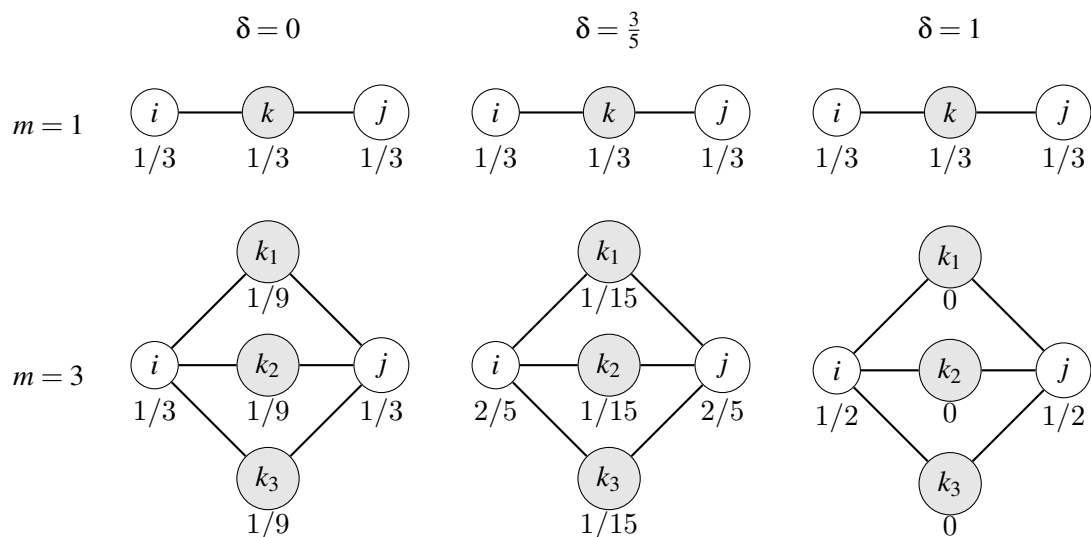 δ = 0 δ = 3/5 δ = 1
m = 1
i k j i k j i k j
1/3 1/3 1/3 1/3 1/3 1/3 1/3 1/3 1/3
k₁ k₁ k₁
1/9 1/15 0
m = 3
i k₂ j i k₂ j i k₂ j
1/3 1/9 1/3 2/5 1/15 2/5 1/2 0 1/2
k₃ k₃ k₃
1/9 1/15 0